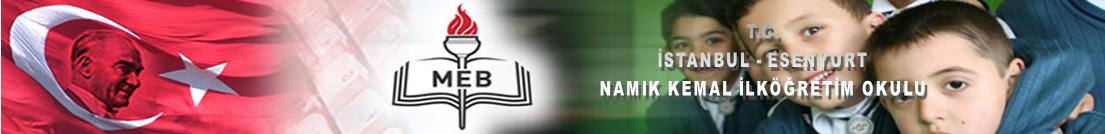 MEB
T.C.
İSTANBUL - ESENYURT
NAMIK KEMAL İLKÖĞRETİM OKULU